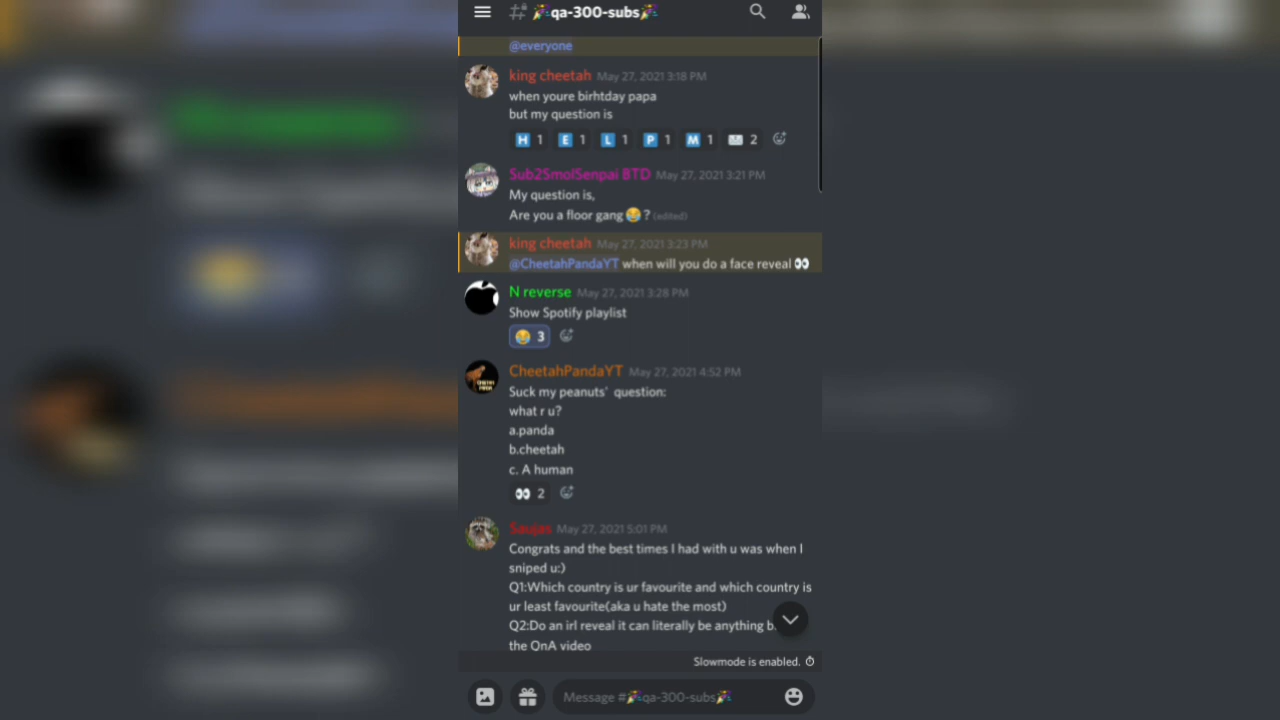 # 🎉qa-300-subs🎉
@everyone
king cheetah May 27, 2021 3:18 PM
when youre birhtday papa
but my question is
H 1 E 1 L 1 P 1 M 1 2
Sub2SmolSenpai BTD May 27, 2021 3:21 PM
My question is,
Are you a floor gang😂? (edited)
king cheetah May 27, 2021 3:23 PM
@CheetahPandaYT when will you do a face reveal 👀
N reverse May 27, 2021 3:28 PM
Show Spotify playlist
😂 3
CheetahPandaYT May 27, 2021 4:52 PM
Suck my peanuts' question:
what r u?
a.panda
b.cheetah
c. A human
👀 2
Saujas May 27, 2021 5:01 PM
Congrats and the best times I had with u was when I
sniped u:)
Q1:Which country is ur favourite and which country is
ur least favourite(aka u hate the most)
Q2:Do an irl reveal it can literally be anything
the QnA video
Slowmode is enabled.
Message #🎉qa-300-subs🎉